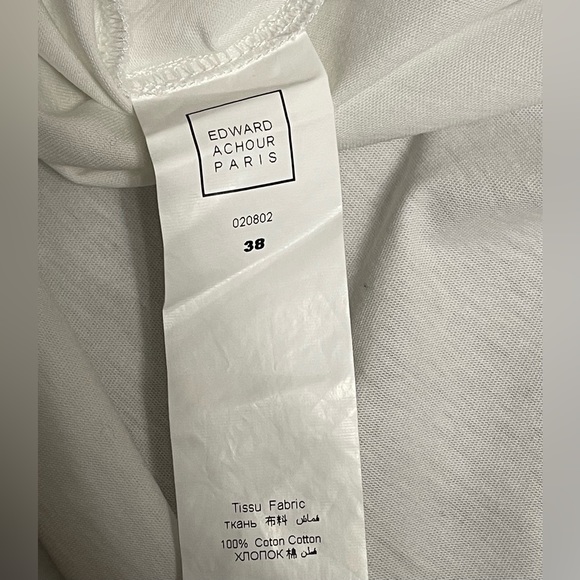 EDWARD
ACHOUR
PARIS
020802
38
Tissu Fabric
ткань 布料 قماش
100% Coton Cotton
ХЛОПОК 棉 قطن